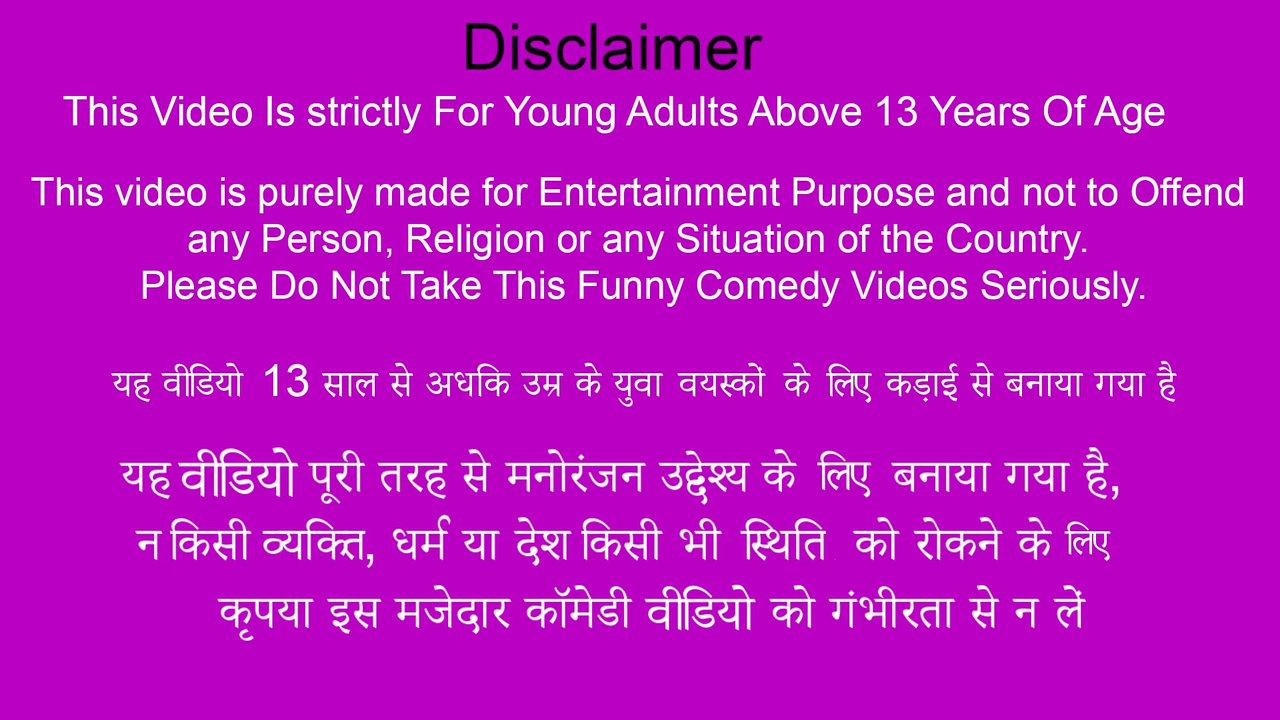 Disclaimer
This Video Is strictly For Young Adults Above 13 Years Of Age
This video is purely made for Entertainment Purpose and not to Offend
any Person, Religion or any Situation of the Country.
Please Do Not Take This Funny Comedy Videos Seriously.
यह वीडियो 13 साल से अधकि उम्र के युवा वयस्कों के लिए कड़ाई से बनाया गया है
यह वीडियो पूरी तरह से मनोरंजन उद्देश्य के लिए बनाया गया है,
न किसी व्यक्ति, धर्म या देश किसी भी स्थिति को रोकने के लिए
कृपया इस मजेदार कॉमेडी वीडियो को गंभीरता से न लें